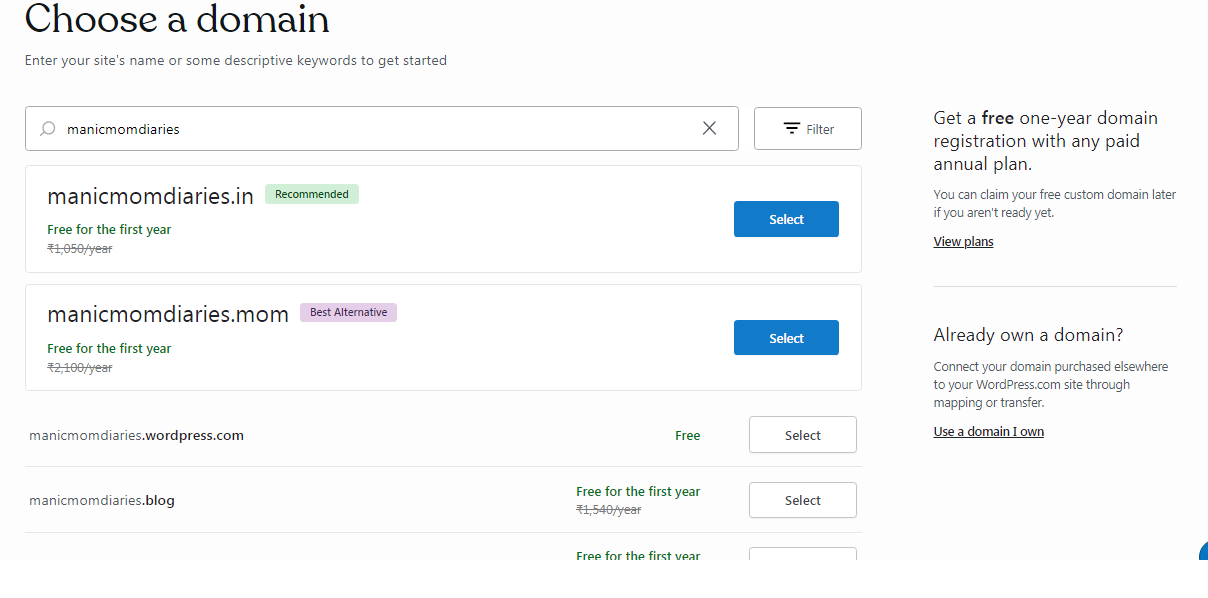 Choose a domain
Enter your site's name or some descriptive keywords to get started
manicmomdiaries
Filter
manicmomdiaries.in
Recommended
Free for the first year
₹1,050/year
Select
manicmomdiaries.mom
Best Alternative
Free for the first year
₹2,100/year
Select
manicmomdiaries.wordpress.com
Free
Select
manicmomdiaries.blog
Free for the first year
₹1,540/year
Select
Free for the first year
Get a free one-year domain
registration with any paid
annual plan.
You can claim your free custom domain later
if you aren't ready yet.
View plans
Already own a domain?
Connect your domain purchased elsewhere
to your WordPress.com site through
mapping or transfer.
Use a domain I own